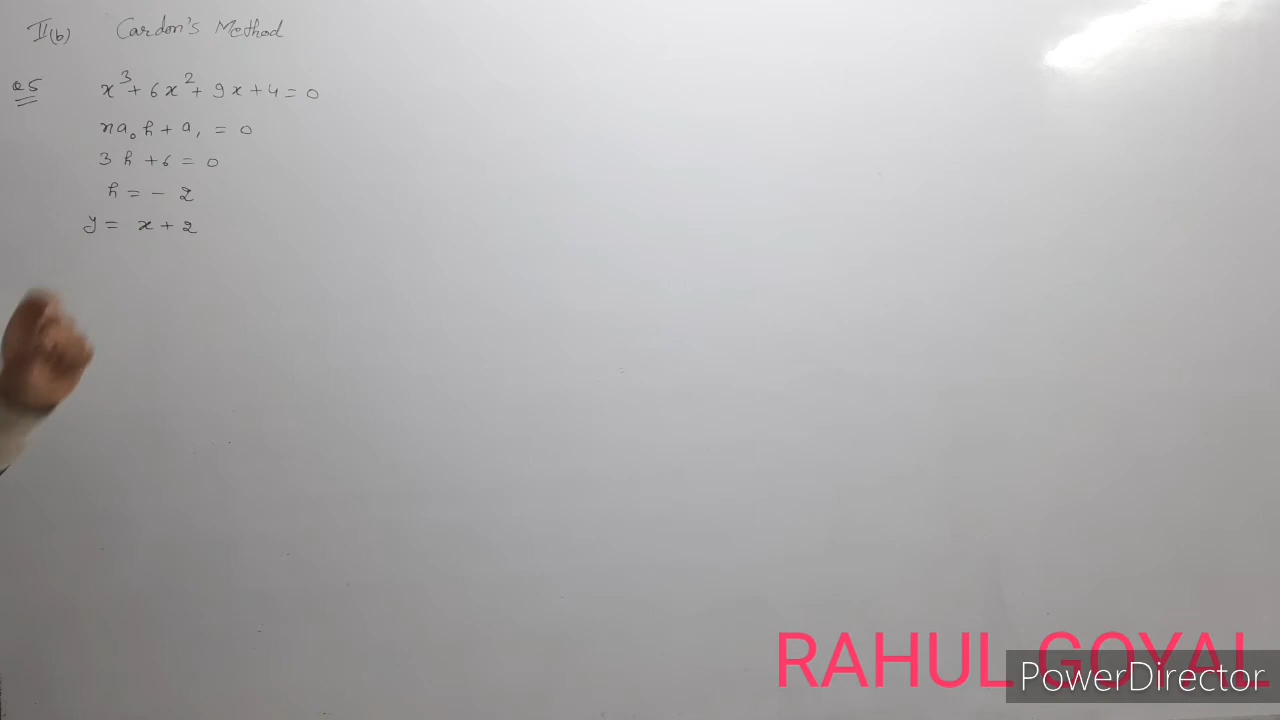 II(b) Cardon's Method
Q5 x³ + 6x² + 9x + 4 = 0
na₀h + a₁ = 0
3h + 6 = 0
h = - 2
y = x + 2
RAHUL GOYAL
PowerDirector